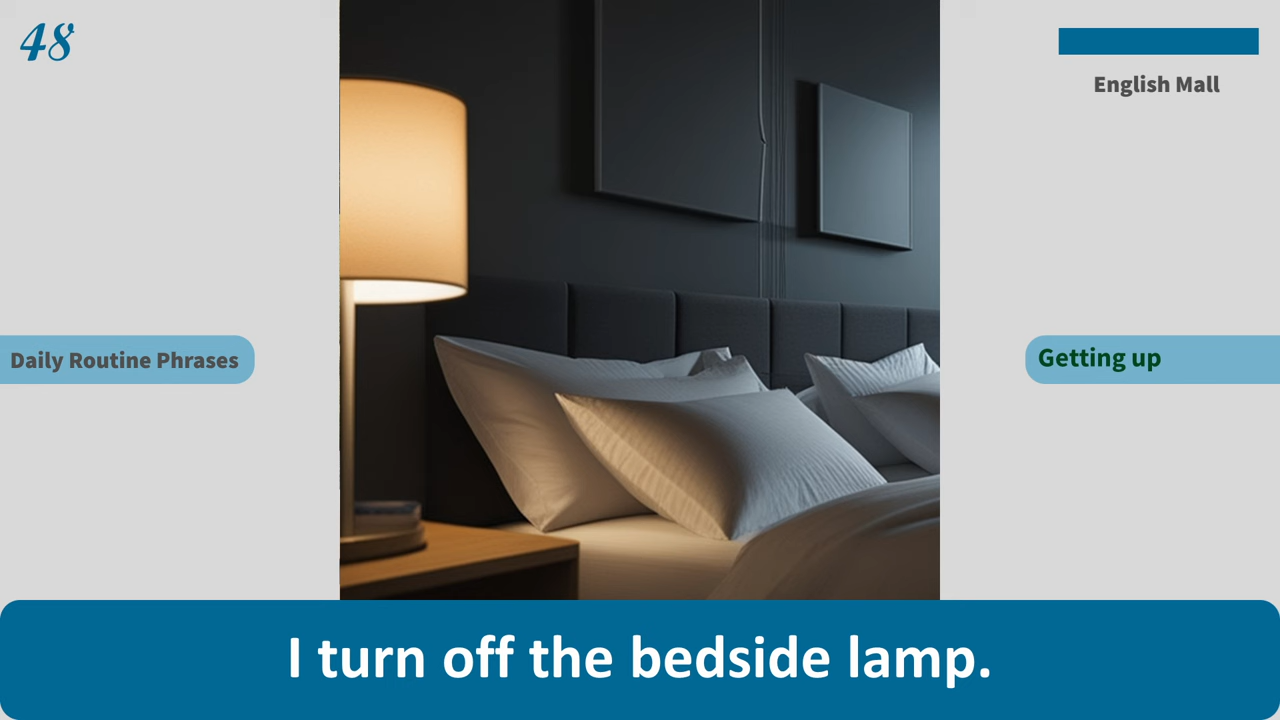 48
English Mall
Daily Routine Phrases
Getting up
I turn off the bedside lamp.